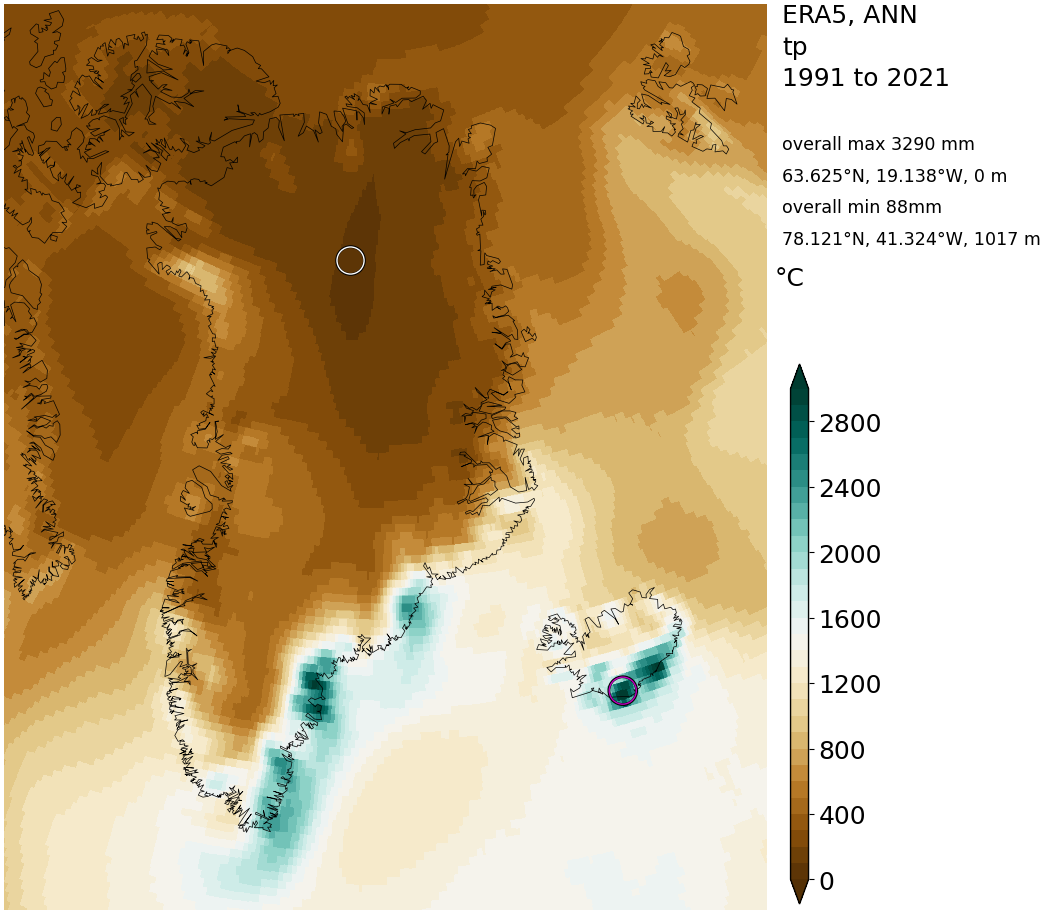 ERA5, ANN
tp
1991 to 2021
overall max 3290 mm
63.625°N, 19.138°W, 0 m
overall min 88mm
78.121°N, 41.324°W, 1017 m
°C
2800
2400
2000
1600
1200
800
400
0